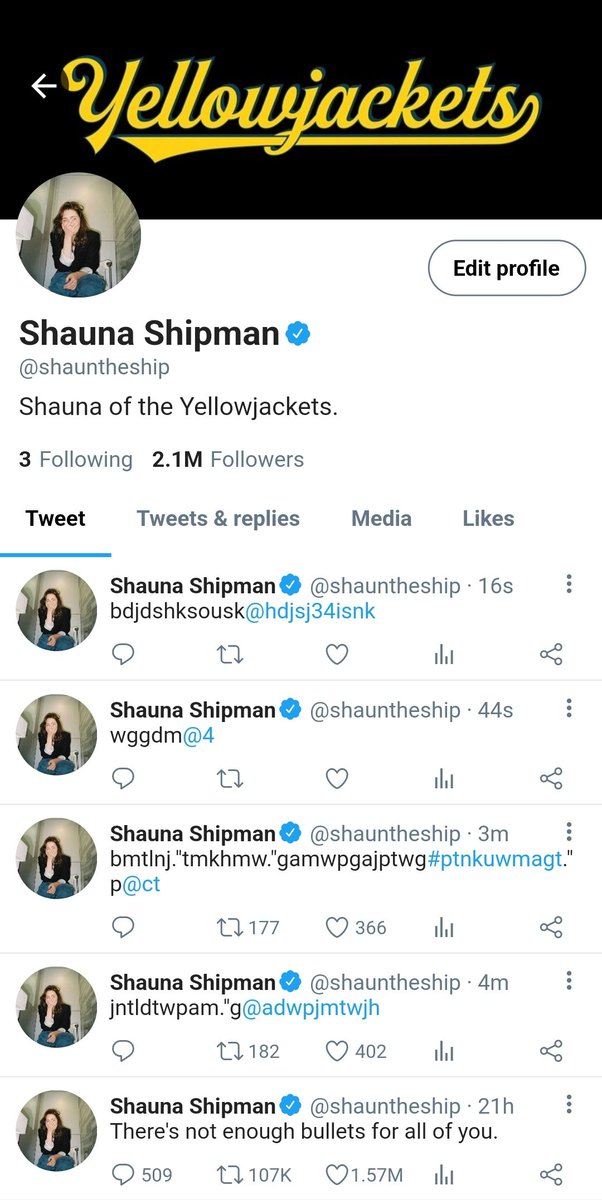 Yellowjackets
Edit profile
Shauna Shipman
@shauntheship
Shauna of the Yellowjackets.
3 Following 2.1M Followers
Tweet Tweets & replies Media Likes
Shauna Shipman @shauntheship · 16s
bdjdshksousk@hdjsj34isnk
Shauna Shipman @shauntheship · 44s
wggdm@4
Shauna Shipman @shauntheship · 3m
bmtlnj."tmkhmw."gamwpgajptwg#ptnkuwmagt."
p@ct
177 366
Shauna Shipman @shauntheship · 4m
jntldtwpam."g@adwpjmtwjh
182 402
Shauna Shipman @shauntheship · 21h
There's not enough bullets for all of you.
509 107K 1.57M